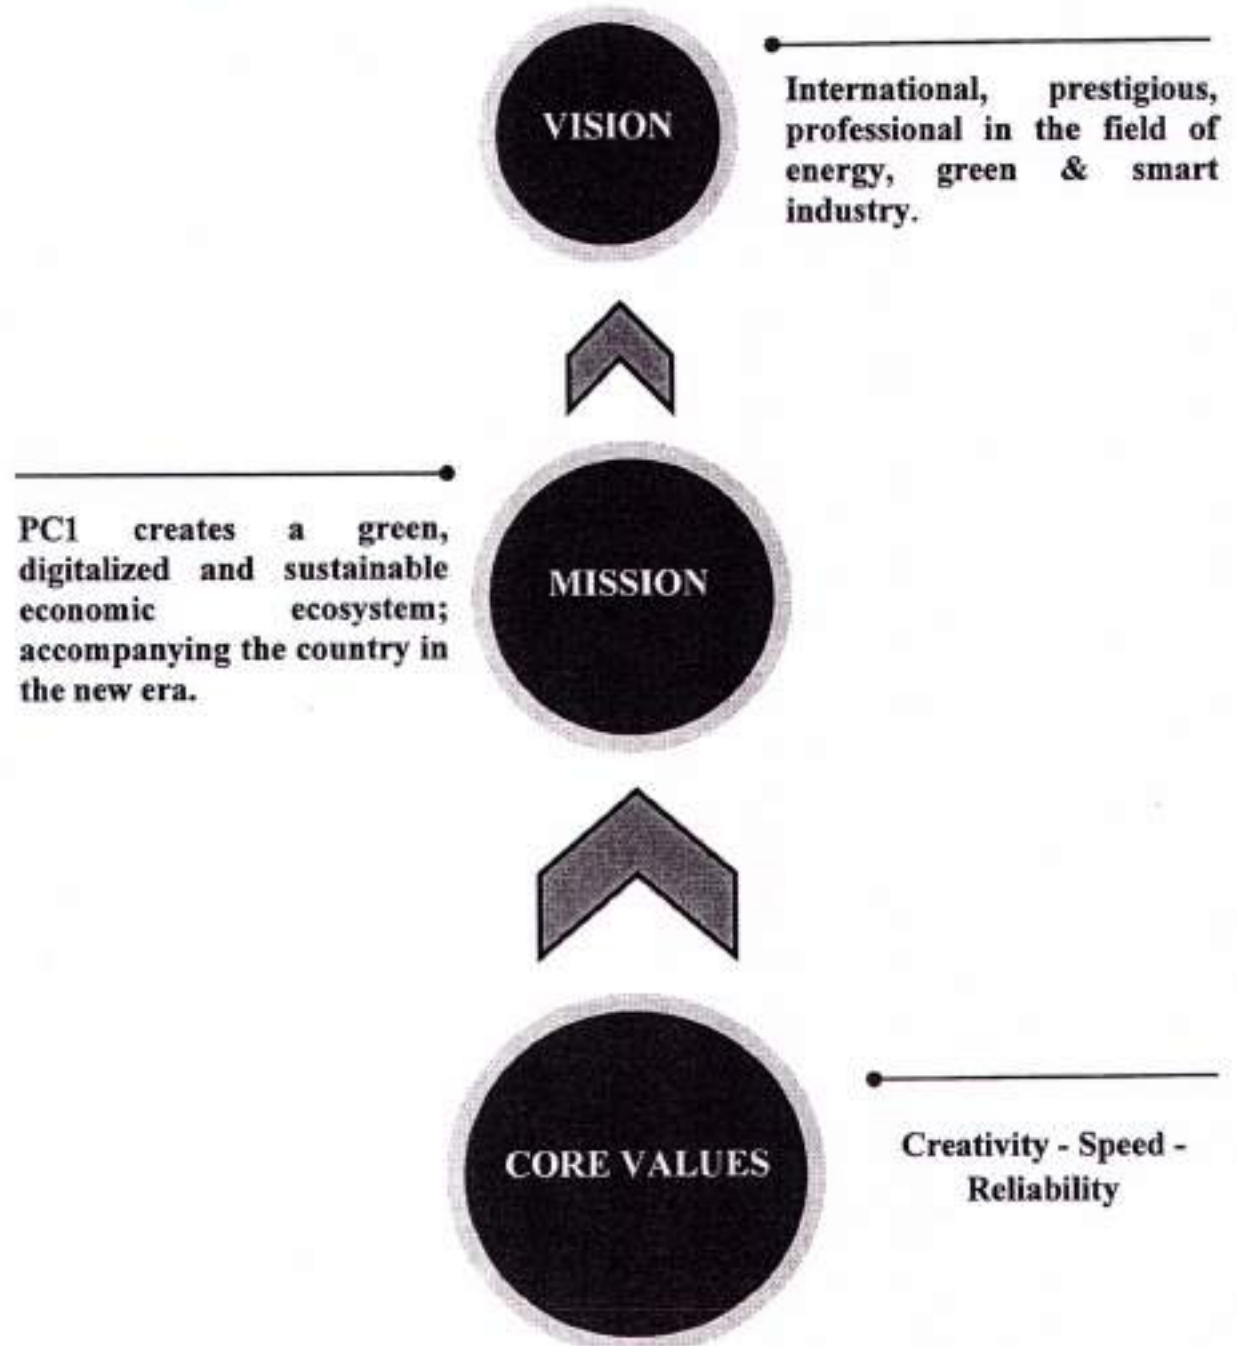 VISION
International, prestigious,
professional in the field of
energy, green & smart
industry.
PC1 creates a green,
digitalized and sustainable
economic ecosystem;
accompanying the country in
the new era.
MISSION
CORE VALUES
Creativity - Speed -
Reliability